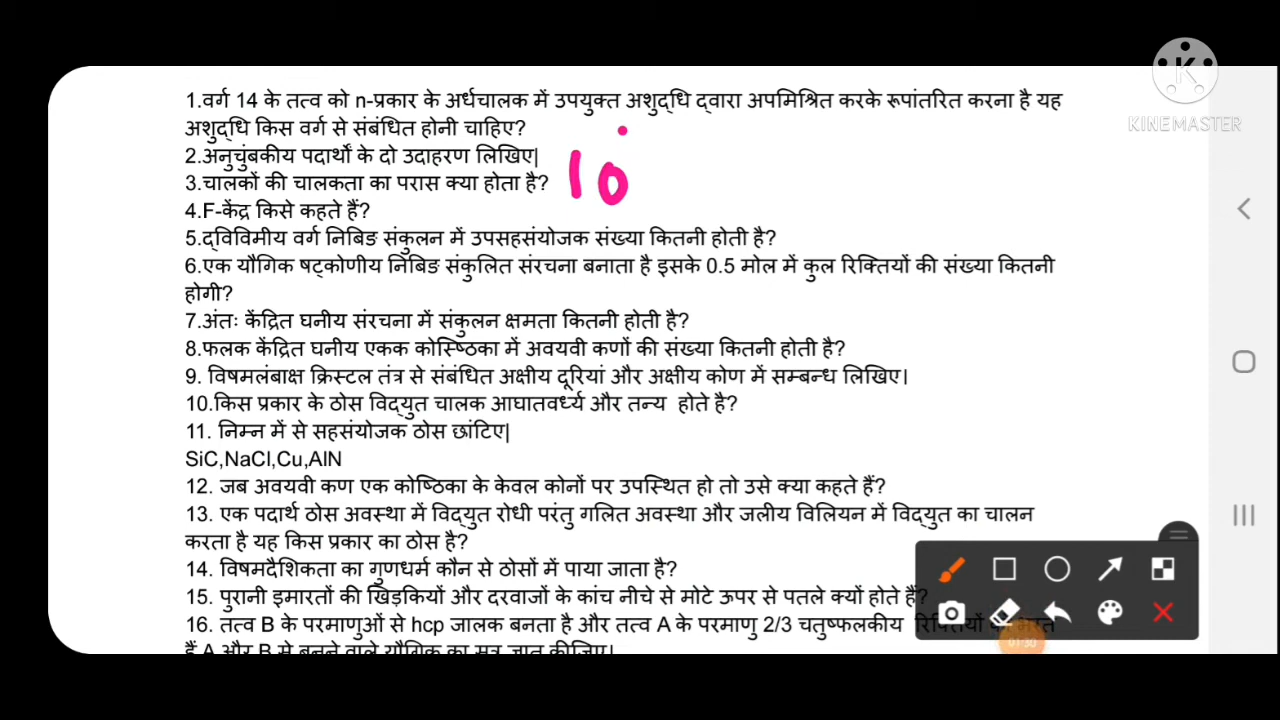 1.वर्ग 14 के तत्व को n-प्रकार के अर्धचालक में उपयुक्त अशुद्धि द्वारा अपमिश्रित करके रूपांतरित करना है यह
अशुद्धि किस वर्ग से संबंधित होनी चाहिए?
2.अनुचुंबकीय पदार्थों के दो उदाहरण लिखिए|
3.चालकों की चालकता का परास क्या होता है?
10
4.F-केंद्र किसे कहते हैं?
5.द्विविमीय वर्ग निबिड संकुलन में उपसहसंयोजक संख्या कितनी होती है?
6.एक यौगिक षट्कोणीय निबिड संकुलित संरचना बनाता है इसके 0.5 मोल में कुल रिक्तियों की संख्या कितनी
होगी?
7.अंतः केंद्रित घनीय संरचना में संकुलन क्षमता कितनी होती है?
8.फलक केंद्रित घनीय एकक कोस्ष्ठिका में अवयवी कणों की संख्या कितनी होती है?
9. विषमलंबाक्ष क्रिस्टल तंत्र से संबंधित अक्षीय दूरियां और अक्षीय कोण में सम्बन्ध लिखिए।
10.किस प्रकार के ठोस विद्युत चालक आघातवर्ध्य और तन्य होते है?
11. निम्न में से सहसंयोजक ठोस छांटिए|
SiC,NaCl,Cu,AlN
12. जब अवयवी कण एक कोष्ठिका के केवल कोनों पर उपस्थित हो तो उसे क्या कहते हैं?
13. एक पदार्थ ठोस अवस्था में विद्युत रोधी परंतु गलित अवस्था और जलीय विलियन में विद्युत का चालन
करता है यह किस प्रकार का ठोस है?
14. विषमदैशिकता का गुणधर्म कौन से ठोसों में पाया जाता है?
15. पुरानी इमारतों की खिड़कियों और दरवाजों के कांच नीचे से मोटे ऊपर से पतले क्यों होते हैं?
16. तत्व B के परमाणुओं से hcp जालक बनता है और तत्व A के परमाणु 2/3 चतुष्फलकीय
हैं A और B से बनने वाले यौगिक का सूत्र ज्ञात कीजिए।
K
KINEMASTER
01:30